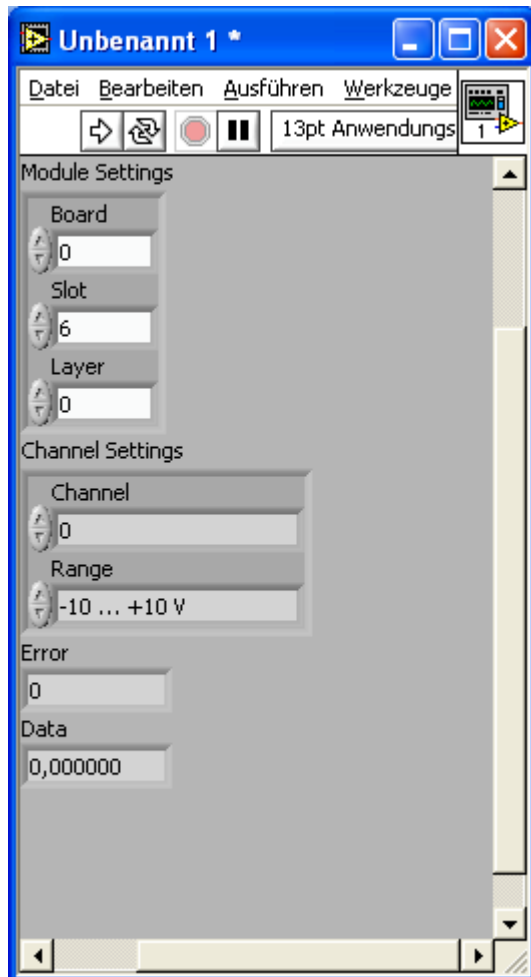 Unbenannt 1 *
Datei Bearbeiten Ausführen Werkzeuge
13pt Anwendungs
1
Module Settings
Board
0
Slot
6
Layer
0
Channel Settings
Channel
0
Range
-10 ... +10 V
Error
0
Data
0,000000